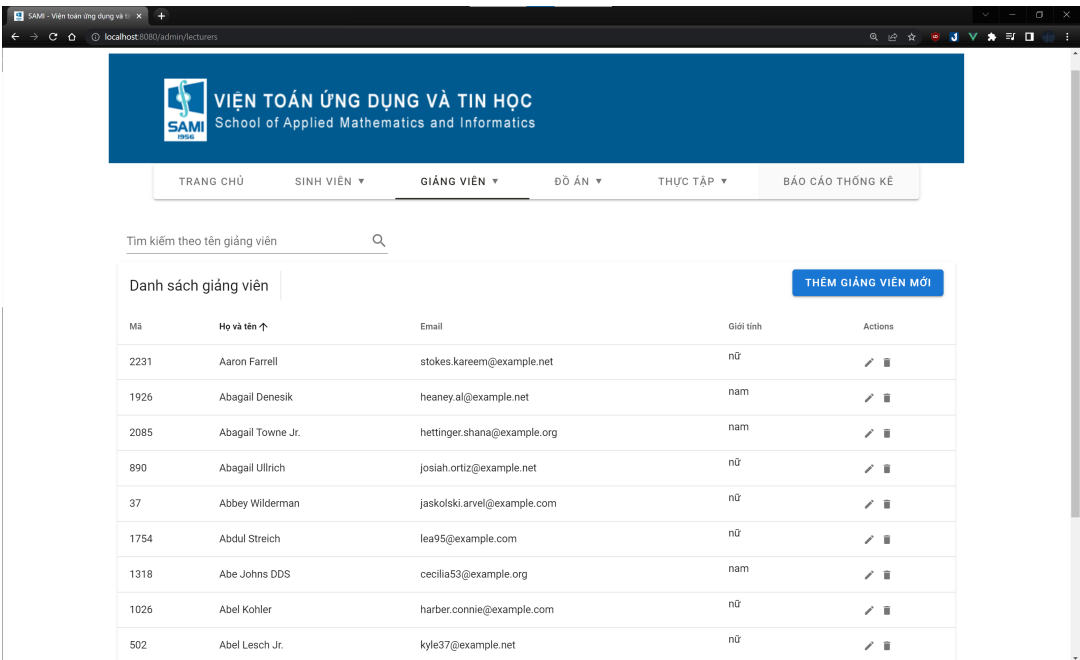 SAMI - Viện toán ứng dụng và ti
localhost:8080/admin/lecturers
SAMI
1956
VIỆN TOÁN ỨNG DỤNG VÀ TIN HỌC
School of Applied Mathematics and Informatics
TRANG CHỦ SINH VIÊN ▼ GIẢNG VIÊN ▼ ĐỒ ÁN ▼ THỰC TẬP ▼ BÁO CÁO THỐNG KÊ
Tìm kiếm theo tên giảng viên
Danh sách giảng viên THÊM GIẢNG VIÊN MỚI
Mã Họ và tên Email Giới tính Actions
2231 Aaron Farrell stokes.kareem@example.net nữ
1926 Abagail Denesik heaney.al@example.net nam
2085 Abagail Towne Jr. hettinger.shana@example.org nam
890 Abagail Ullrich josiah.ortiz@example.net nữ
37 Abbey Wilderman jaskolski.arvel@example.com nữ
1754 Abdul Streich lea95@example.com nữ
1318 Abe Johns DDS cecilia53@example.org nam
1026 Abel Kohler harber.connie@example.com nữ
502 Abel Lesch Jr. kyle37@example.net nữ